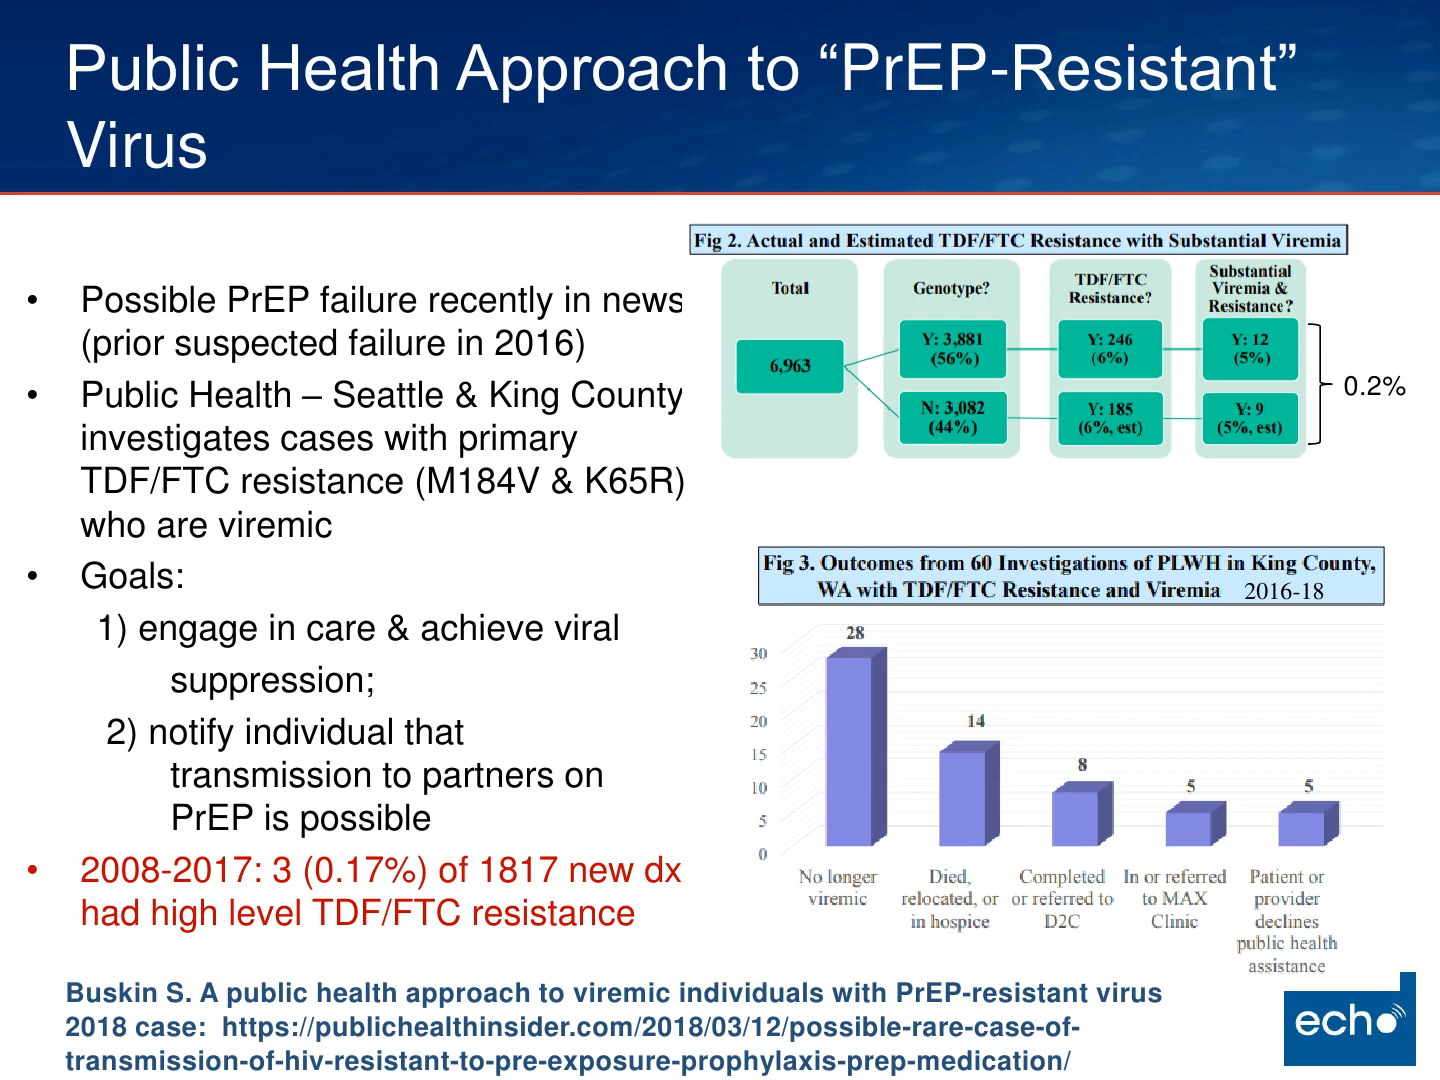 Public Health Approach to “PrEP-Resistant”
Virus
• Possible PrEP failure recently in news
(prior suspected failure in 2016)
• Public Health – Seattle & King County
investigates cases with primary
TDF/FTC resistance (M184V & K65R)
who are viremic
• Goals:
1) engage in care & achieve viral
suppression;
2) notify individual that
transmission to partners on
PrEP is possible
• 2008-2017: 3 (0.17%) of 1817 new dx
had high level TDF/FTC resistance
Fig 2. Actual and Estimated TDF/FTC Resistance with Substantial Viremia
Total
6,963
Genotype?
Y: 3,881
(56%)
N: 3,082
(44%)
TDF/FTC
Resistance?
Y: 246
(6%)
Y: 185
(6%, est)
Substantial
Viremia &
Resistance?
Y: 12
(5%)
Y: 9
(5%, est)
0.2%
Fig 3. Outcomes from 60 Investigations of PLWH in King County,
WA with TDF/FTC Resistance and Viremia 2016-18
30
25
20
15
10
5
0
28
14
8
5
5
No longer
viremic
Died,
relocated, or
in hospice
Completed
or referred to
D2C
In or referred
to MAX
Clinic
Patient or
provider
declines
public health
assistance
Buskin S. A public health approach to viremic individuals with PrEP-resistant virus
2018 case: https://publichealthinsider.com/2018/03/12/possible-rare-case-of-
transmission-of-hiv-resistant-to-pre-exposure-prophylaxis-prep-medication/
echo